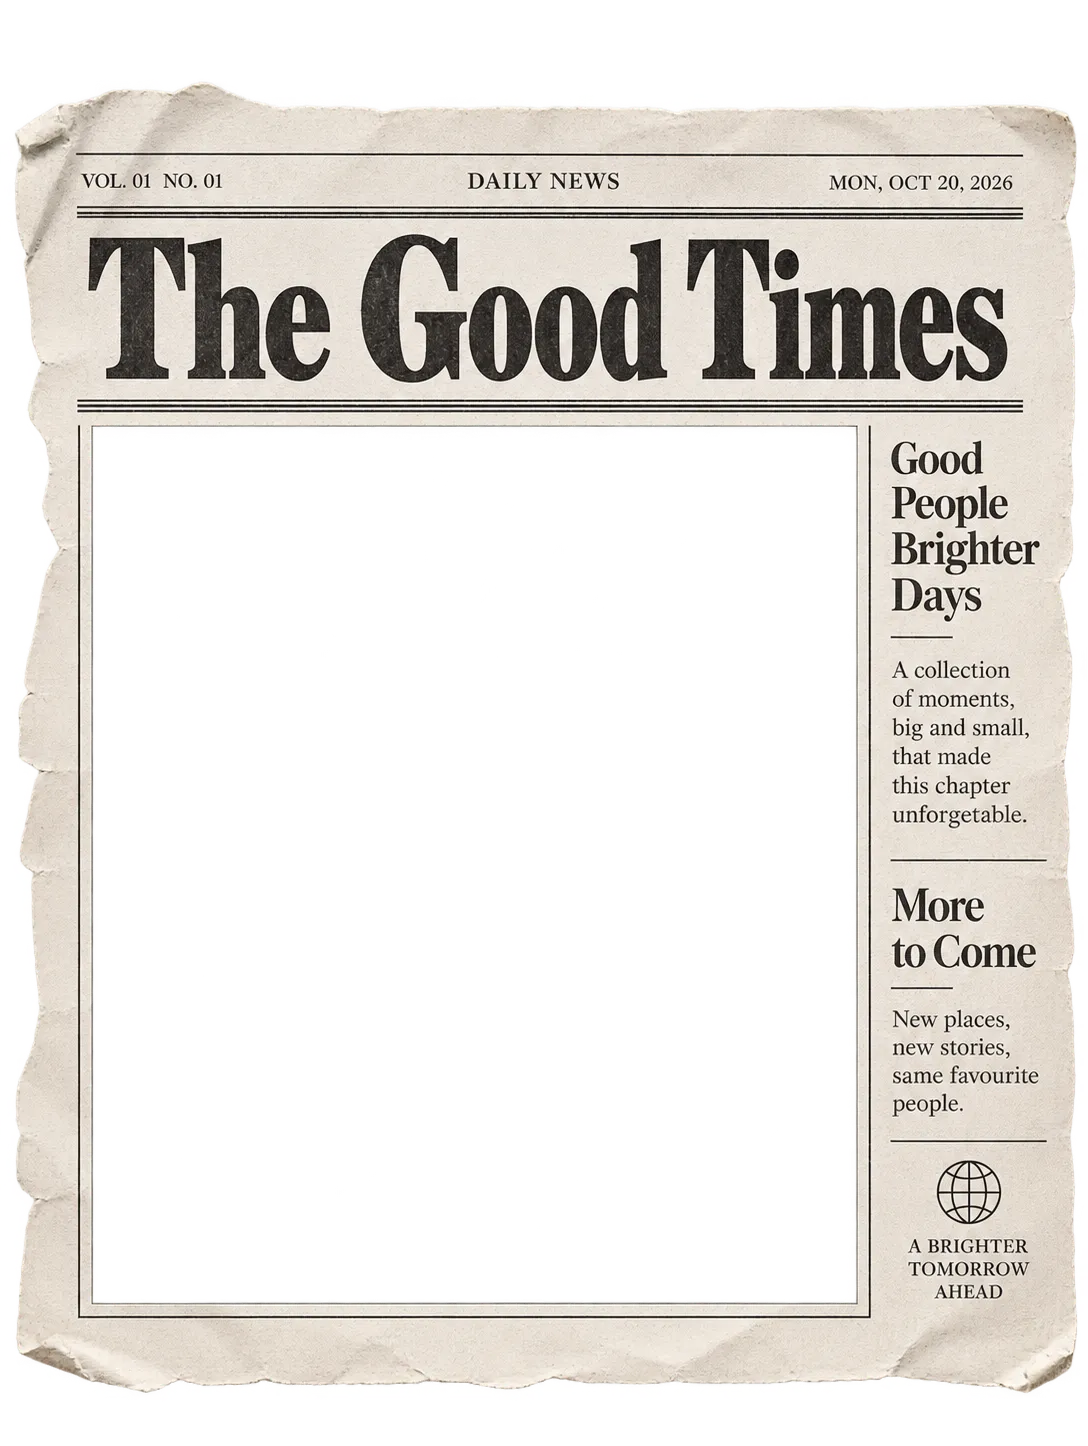 VOL. 01 NO. 01
DAILY NEWS
MON, OCT 20, 2026
The Good Times
Good
People
Brighter
Days
A collection
of moments,
big and small,
that made
this chapter
unforgetable.
More
to Come
New places,
new stories,
same favourite
people.
A BRIGHTER
TOMORROW
AHEAD